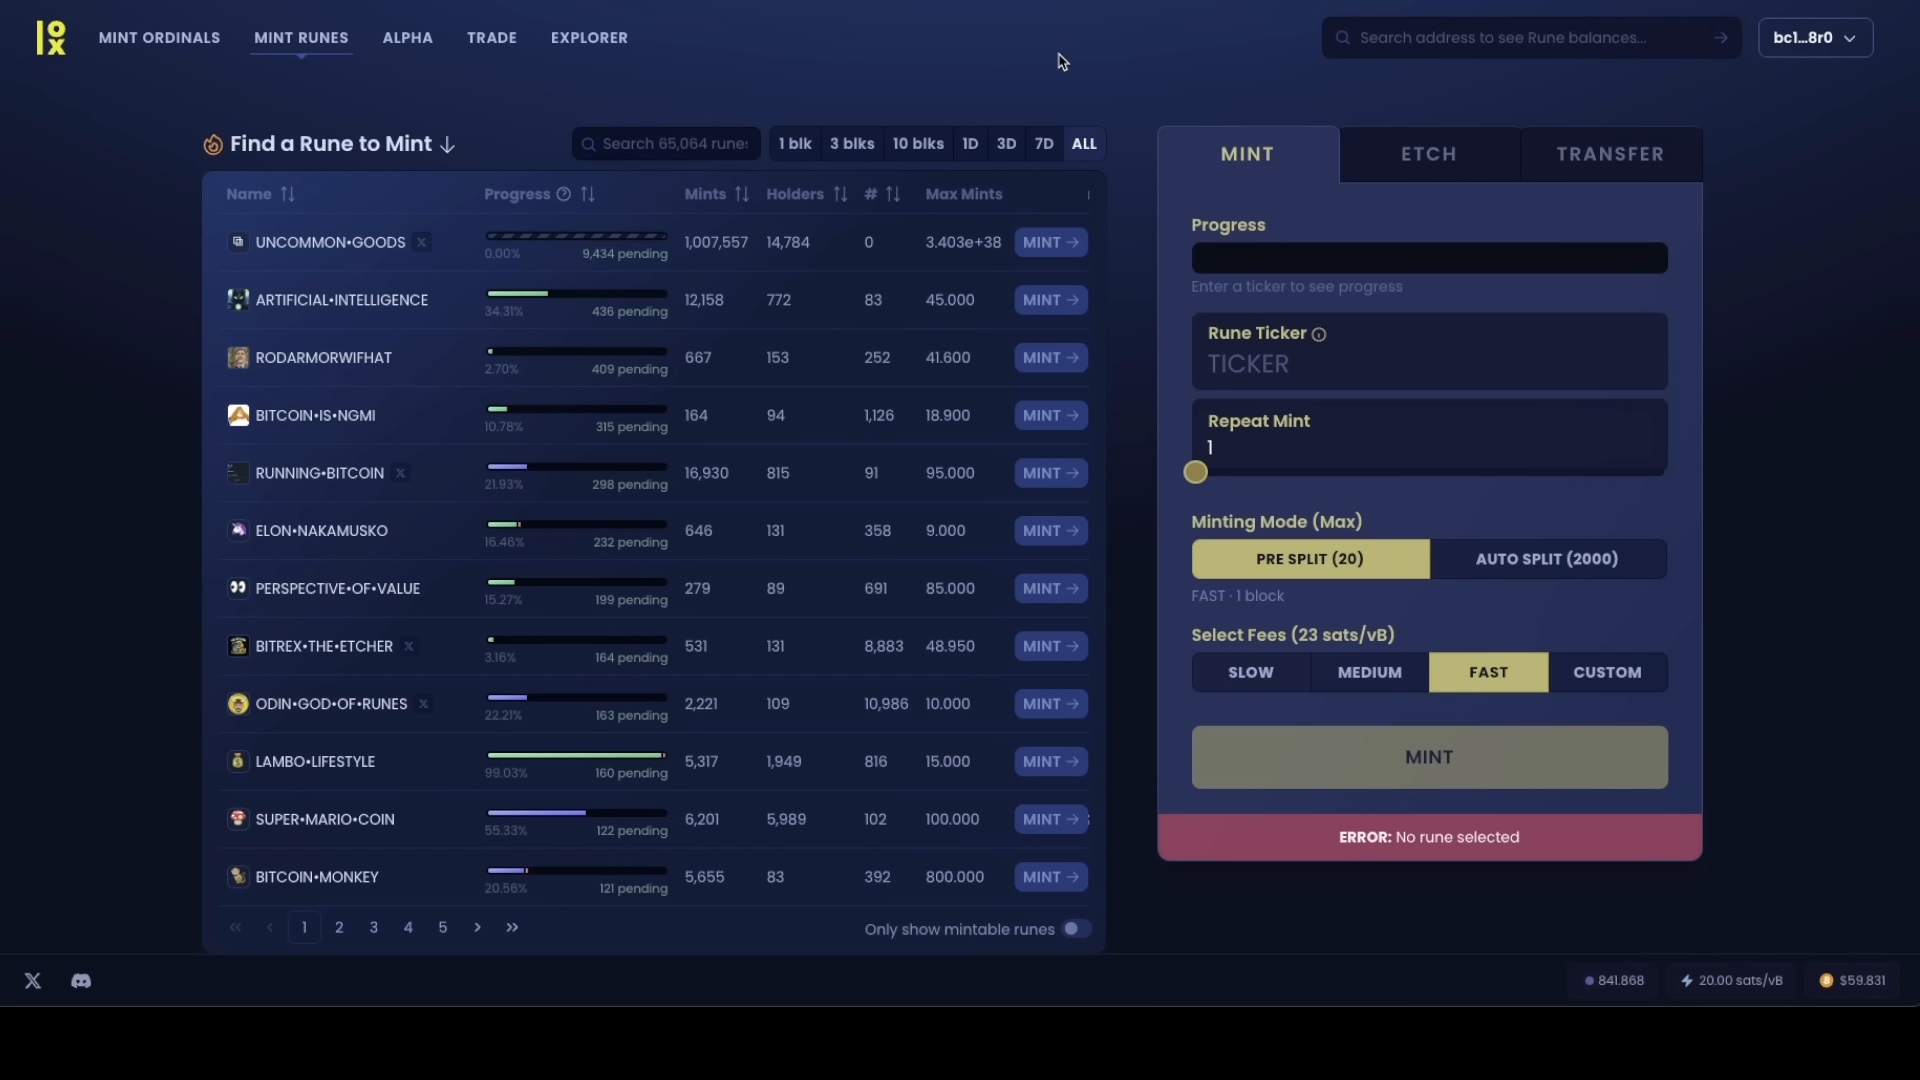 LOX
MINT ORDINALS MINT RUNES ALPHA TRADE EXPLORER Search address to see Rune balances... bc1...8r0
Find a Rune to Mint Search 65,064 runes 1 blk 3 blks 10 blks 1D 3D 7D ALL
Name Progress Mints Holders # Max Mints
UNCOMMON•GOODS X 0.00% 9,434 pending 1,007,557 14,784 0 3.403e+38 MINT →
ARTIFICIAL•INTELLIGENCE 34.31% 436 pending 12,158 772 83 45.000 MINT →
RODARMORWIFHAT 2.70% 409 pending 667 153 252 41.600 MINT →
BITCOIN•IS•NGMI 10.78% 315 pending 164 94 1,126 18.900 MINT →
RUNNING•BITCOIN X 21.93% 298 pending 16,930 815 91 95.000 MINT →
ELON•NAKAMUSKO 16.46% 232 pending 646 131 358 9.000 MINT →
PERSPECTIVE•OF•VALUE 15.27% 199 pending 279 89 691 85.000 MINT →
BITREX•THE•ETCHER X 3.16% 164 pending 531 131 8,883 48.950 MINT →
ODIN•GOD•OF•RUNES X 22.21% 163 pending 2,221 109 10,986 10.000 MINT →
LAMBO•LIFESTYLE 99.03% 160 pending 5,317 1,949 816 15.000 MINT →
SUPER•MARIO•COIN 55.33% 122 pending 6,201 5,989 102 100.000 MINT →
BITCOIN•MONKEY 20.56% 121 pending 5,655 83 392 800.000 MINT →
« ‹ 1 2 3 4 5 › » Only show mintable runes
MINT ETCH TRANSFER
Progress
Enter a ticker to see progress
Rune Ticker
TICKER
Repeat Mint
1
Minting Mode (Max)
PRE SPLIT (20) AUTO SPLIT (2000)
FAST · 1 block
Select Fees (23 sats/vB)
SLOW MEDIUM FAST CUSTOM
MINT
ERROR: No rune selected
841.868 20.00 sats/vB $59.831